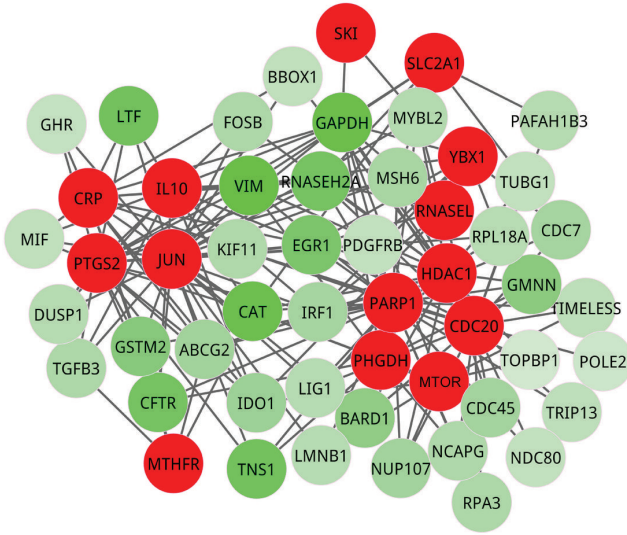 SKI
SLC2A1
BBOX1
GHR
LTF
FOSB
GAPDH
MYBL2
PAFAH1B3
YBX1
CRP
IL10
VIM
RNASEH2A
MSH6
TUBG1
RNASEL
MIF
PTGS2
JUN
KIF11
EGR1
PDGFRB
RPL18A
CDC7
HDAC1
GMNN
DUSP1
CAT
IRF1
PARP1
CDC20
TIMELESS
TGFB3
GSTM2
ABCG2
PHGDH
TOPBP1
POLE2
CFTR
IDO1
LIG1
MTOR
BARD1
CDC45
TRIP13
MTHFR
TNS1
LMNB1
NUP107
NCAPG
NDC80
RPA3